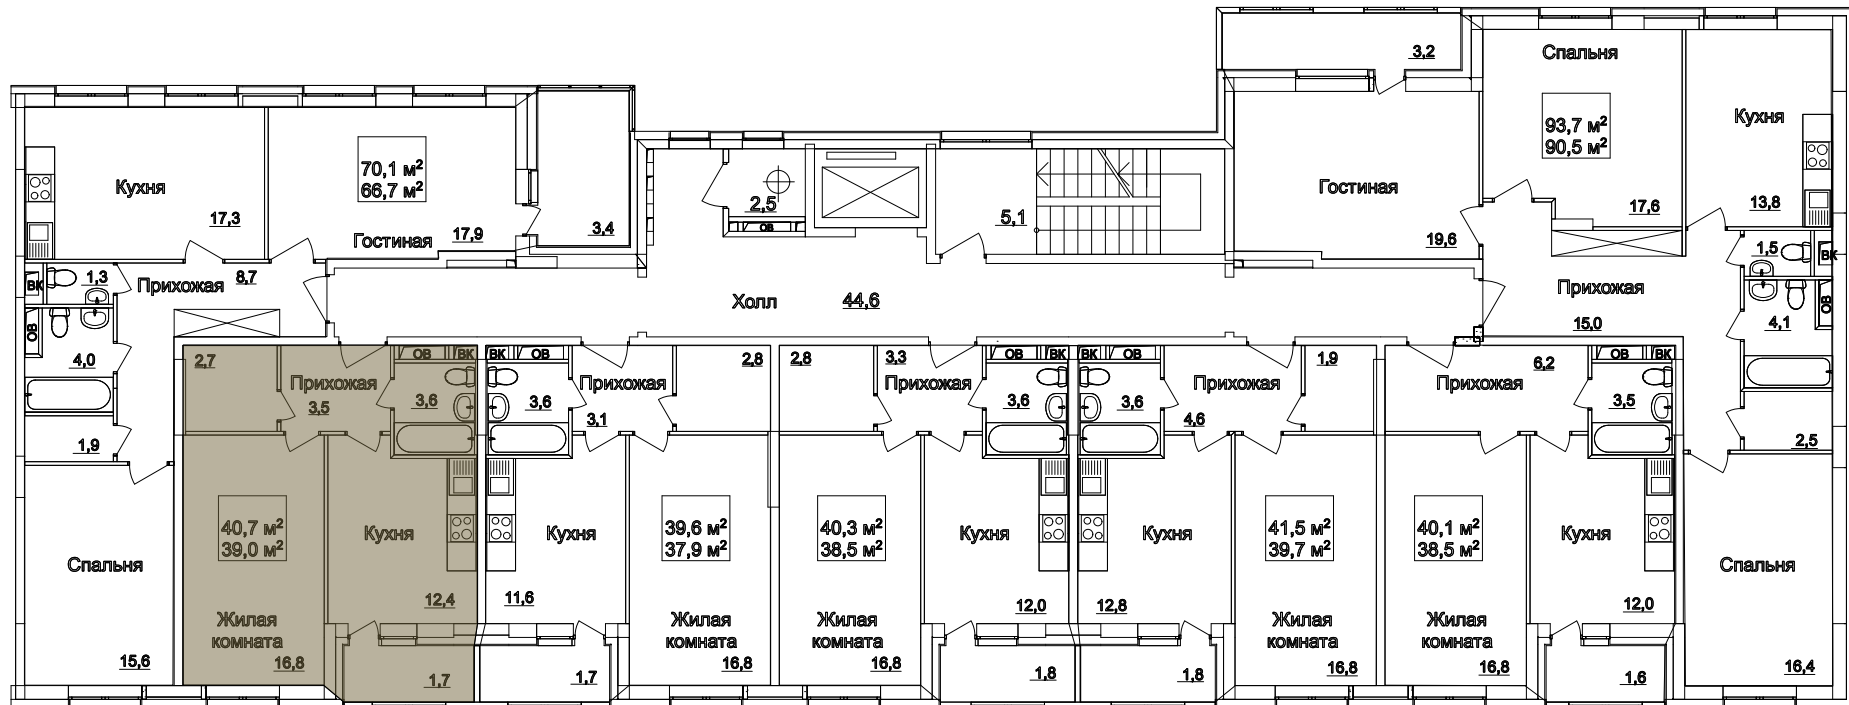 3,2
Спальня
93,7 м²
90,5 м²
Кухня
17,6
13,8
Гостиная
19,6
70,1 м²
66,7 м²
Кухня
17,3
Гостиная
17,9
3,4
2,5
ОВ
5,1
1,5
ВК
Прихожая
15,0
4,1
ОВ
ВК
1,3
Прихожая
8,7
ОВ
4,0
Холл
44,6
1,9
Спальня
15,6
2,7
Прихожая
3,5
ОВ
ВК
3,6
40,7 м²
39,0 м²
Кухня
12,4
Жилая
комната
16,8
1,7
ВК
ОВ
3,6
Прихожая
3,1
2,8
Кухня
11,6
39,6 м²
37,9 м²
Жилая
комната
16,8
1,7
2,8
3,3
Прихожая
ОВ
ВК
3,6
40,3 м²
38,5 м²
Кухня
12,0
Жилая
комната
16,8
1,8
ВК
ОВ
3,6
Прихожая
4,6
1,9
Кухня
12,8
41,5 м²
39,7 м²
Жилая
комната
16,8
1,8
Прихожая
6,2
ОВ
ВК
3,5
40,1 м²
38,5 м²
Кухня
12,0
Жилая
комната
16,8
1,6
2,5
Спальня
16,4